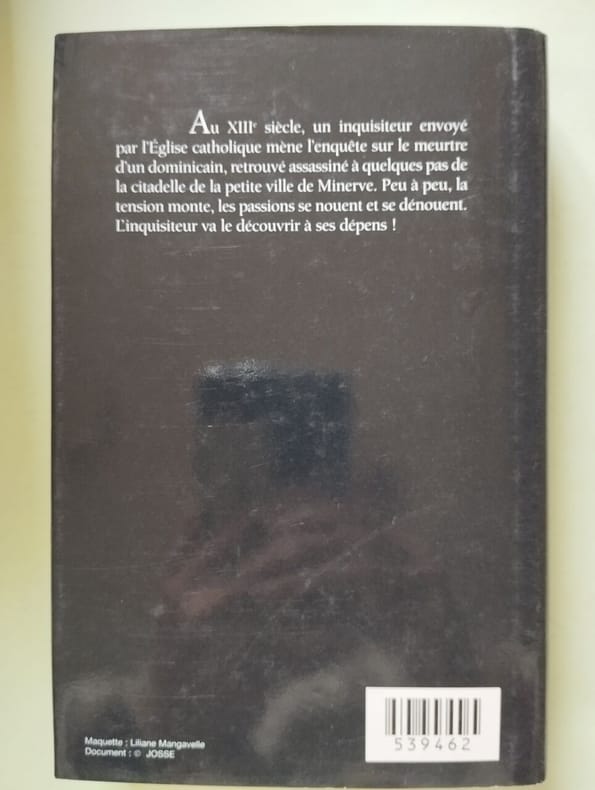 Au XIIIe siècle, un inquisiteur envoyé
par l'Église catholique mène l'enquête sur le meurtre
d'un dominicain, retrouvé assassiné à quelques pas de
la citadelle de la petite ville de Minerve. Peu à peu, la
tension monte, les passions se nouent et se dénouent.
L'inquisiteur va le découvrir à ses dépens !
Maquette : Liliane Mangavelle
Document : © JOSSE
539462